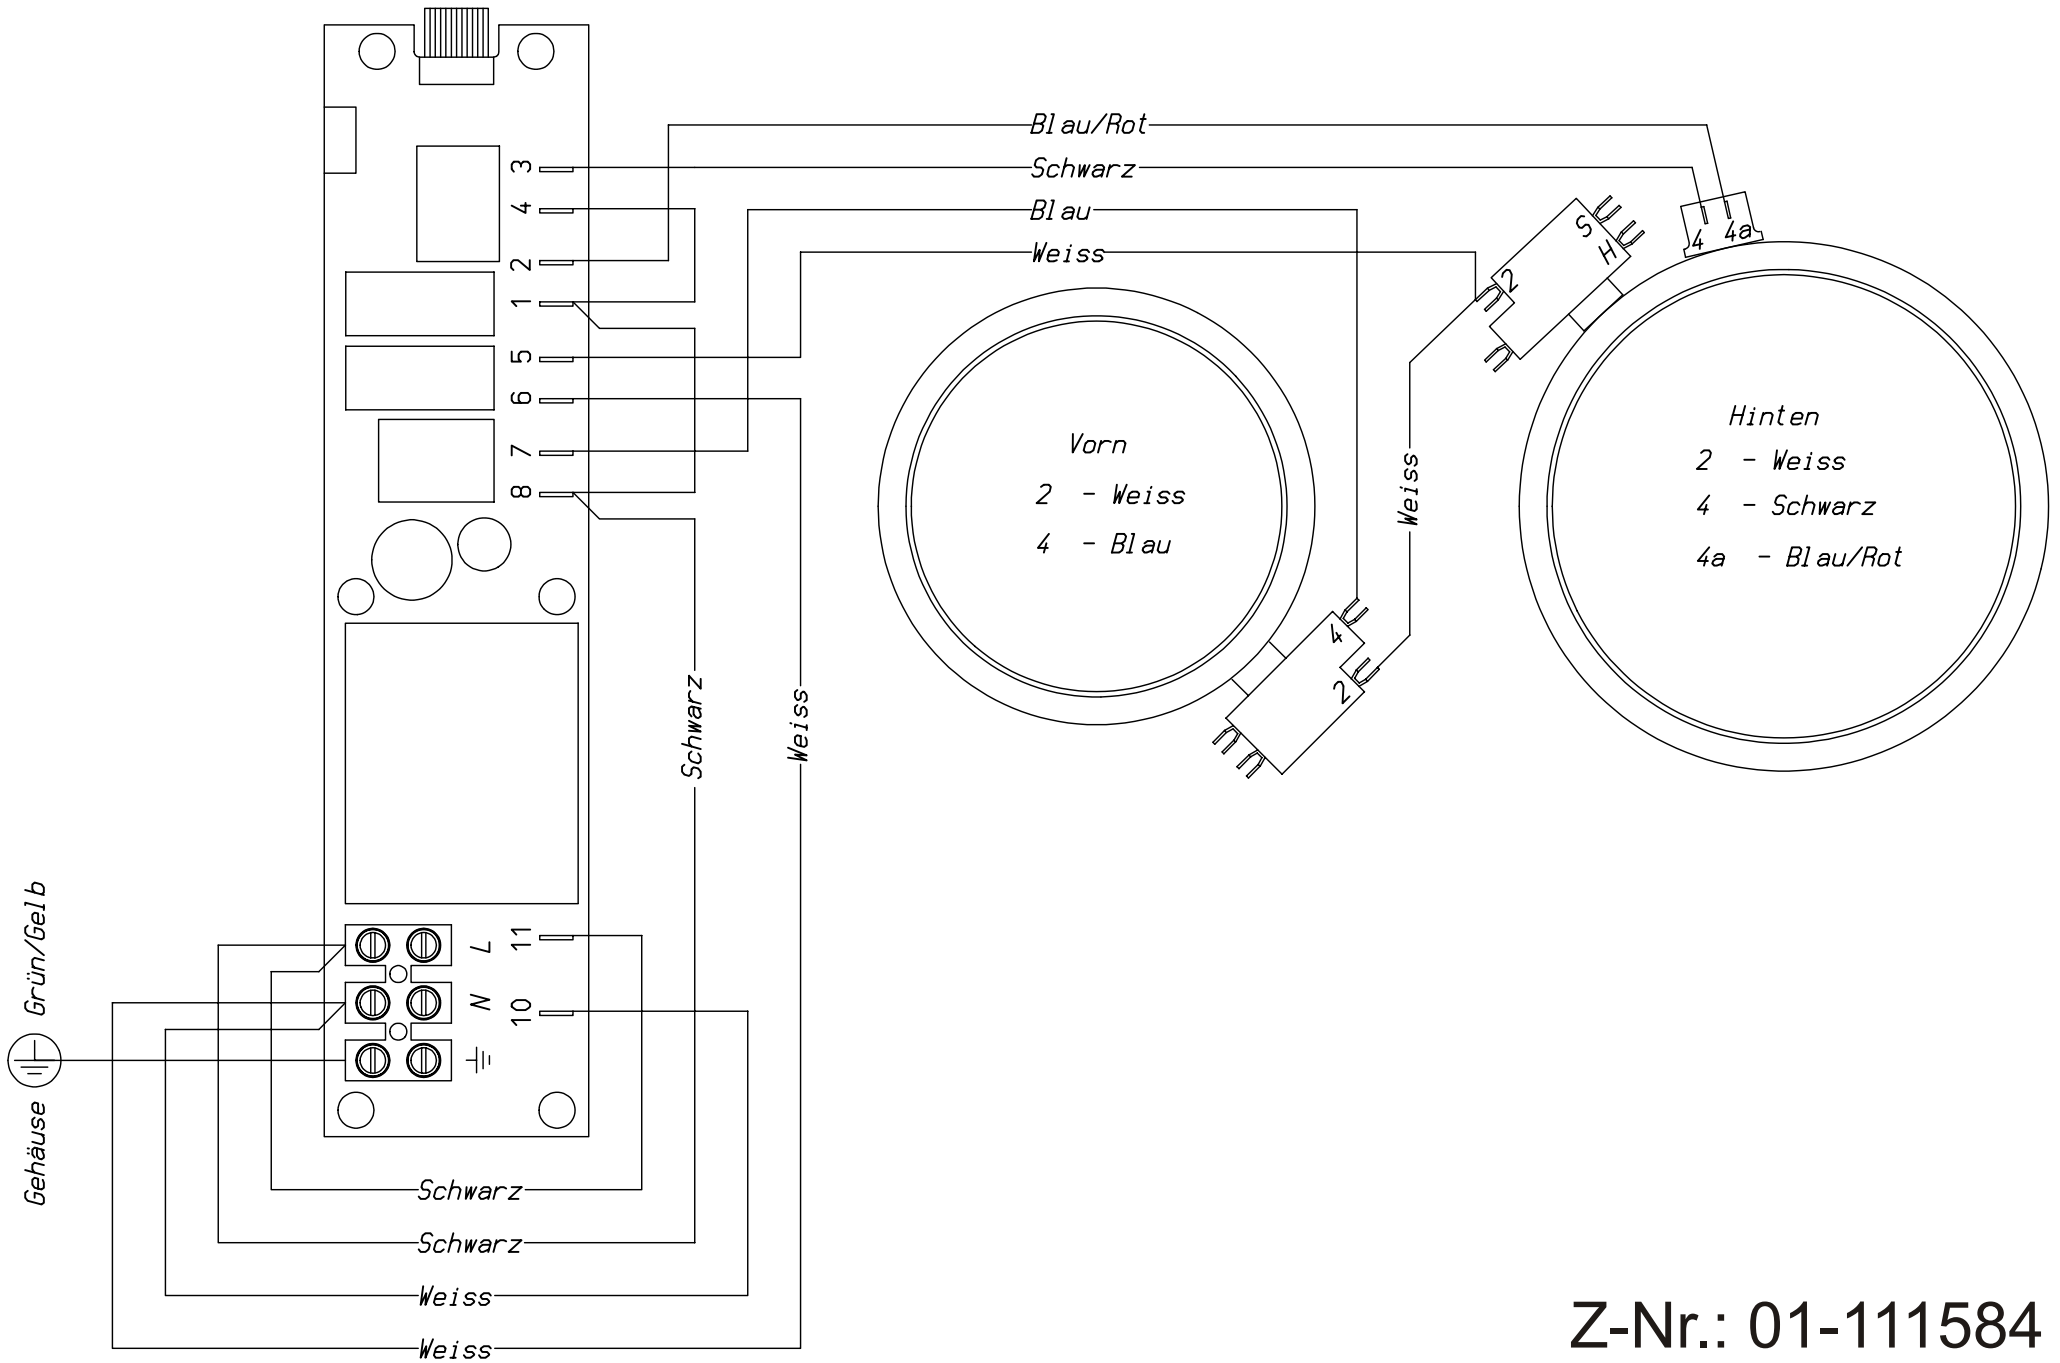 Blau/Rot
Schwarz
Blau
Weiss
3
4
2
1
5
6
7
8
S
H
2
4
4a
Vorn
2 - Weiss
4 - Blau
Hinten
2 - Weiss
4 - Schwarz
4a - Blau/Rot
Weiss
4
2
Schwarz
Weiss
Grün/Gelb
Gehäuse
L
N
11
10
Schwarz
Schwarz
Weiss
Weiss
Z-Nr.: 01-111584